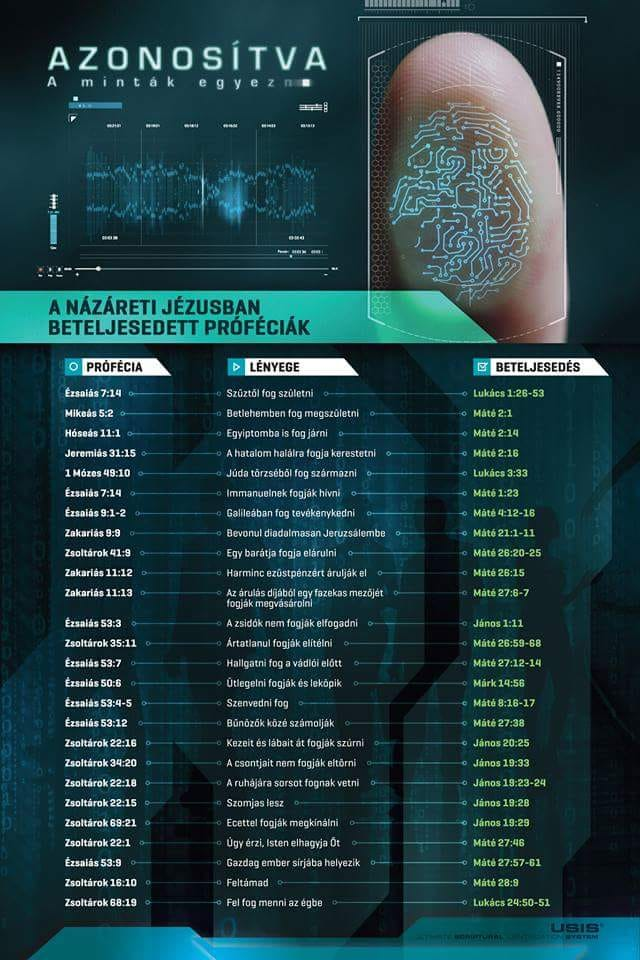 AZONOSÍTVA
A minták egyezn
A NÁZÁRETI JÉZUSBAN
BETELJESEDETT PRÓFÉCIÁK
PRÓFÉCIA LÉNYEGE BETELJESEDÉS
Ézsaiás 7:14 Szűztől fog születni Lukács 1:26-53
Mikeás 5:2 Betlehemben fog megszületni Máté 2:1
Hóseás 11:1 Egyiptomba is fog járni Máté 2:14
Jeremiás 31:15 A hatalom halálra fogja kerestetni Máté 2:16
1 Mózes 49:10 Júda törzséből fog származni Lukács 3:33
Ézsaiás 7:14 Immanuelnek fogják hívni Máté 1:23
Ézsaiás 9:1-2 Galileában fog tevékenykedni Máté 4:12-16
Zakariás 9:9 Bevonul diadalmasan Jeruzsálembe Máté 21:1-11
Zsoltárok 41:9 Egy barátja fogja elárulni Máté 26:20-25
Zakariás 11:12 Harminc ezüstpénzért árulják el Máté 26:15
Zakariás 11:13 Az árulás díjából egy fazekas mezőjét Máté 27:6-7
fogják megvásárolni
Ézsaiás 53:3 A zsidók nem fogják elfogadni János 1:11
Zsoltárok 35:11 Ártatlanul fogják elítélni Máté 26:59-68
Ézsaiás 53:7 Hallgatni fog a vádlói előtt Máté 27:12-14
Ézsaiás 50:6 Ütlegelni fogják és leköpik Márk 14:56
Ézsaiás 53:4-5 Szenvedni fog Máté 8:16-17
Ézsaiás 53:12 Bűnözők közé számolják Máté 27:38
Zsoltárok 22:16 Kezeit és lábait át fogják szúrni János 20:25
Zsoltárok 34:20 A csontjait nem fogják eltörni János 19:33
Zsoltárok 22:18 A ruhájára sorsot fognak vetni János 19:23-24
Zsoltárok 22:15 Szomjas lesz János 19:28
Zsoltárok 69:21 Ecettel fogják megkínálni János 19:29
Zsoltárok 22:1 Úgy érzi, Isten elhagyja Őt Máté 27:46
Ézsaiás 53:9 Gazdag ember sírjába helyezik Máté 27:57-61
Zsoltárok 16:10 Feltámad Máté 28:9
Zsoltárok 68:19 Fel fog menni az égbe Lukács 24:50-51
USIS
ULTIMATE SCRIPTURAL IDENTIFICATION SYSTEM